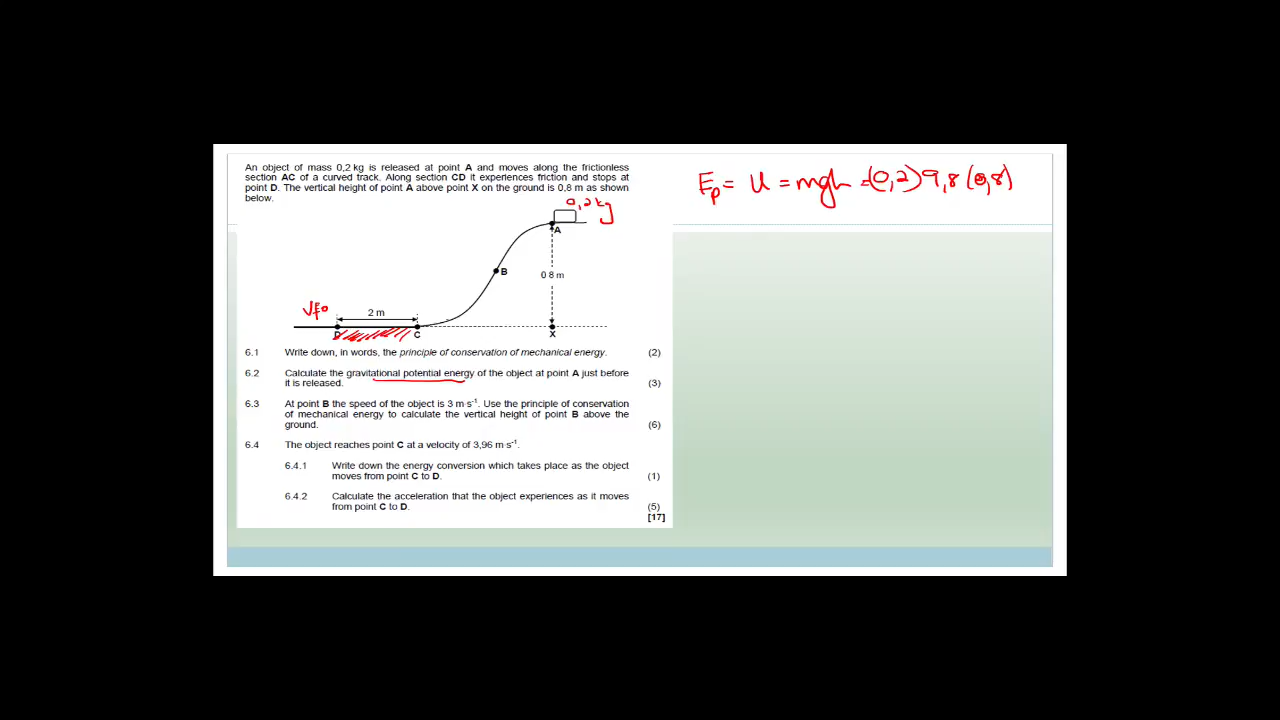 An object of mass 0,2 kg is released at point A and moves along the frictionless
section AC of a curved track. Along section CD it experiences friction and stops at
point D. The vertical height of point A above point X on the ground is 0,8 m as shown
below.
0,2 kg
A
B
0 8 m
Vf=0
2 m
D
C
X
6.1 Write down, in words, the principle of conservation of mechanical energy. (2)
6.2 Calculate the gravitational potential energy of the object at point A just before
it is released. (3)
6.3 At point B the speed of the object is 3 m·s⁻¹. Use the principle of conservation
of mechanical energy to calculate the vertical height of point B above the
ground. (6)
6.4 The object reaches point C at a velocity of 3,96 m·s⁻¹.
6.4.1 Write down the energy conversion which takes place as the object
moves from point C to D. (1)
6.4.2 Calculate the acceleration that the object experiences as it moves
from point C to D. (5)
[17]
Ep = U = mgh = (0,2) 9,8 (0,8)